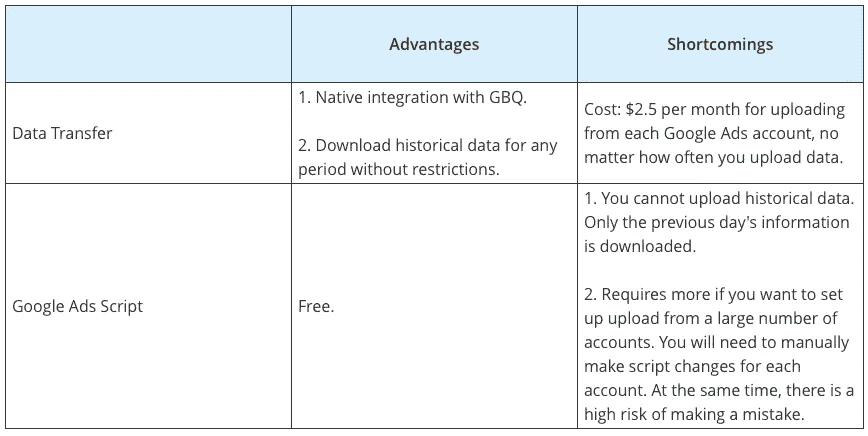 Advantages
Shortcomings
Data Transfer
1. Native integration with GBQ.
2. Download historical data for any
period without restrictions.
Cost: $2.5 per month for uploading
from each Google Ads account, no
matter how often you upload data.
Google Ads Script
Free.
1. You cannot upload historical data.
Only the previous day's information
is downloaded.
2. Requires more if you want to set
up upload from a large number of
accounts. You will need to manually
make script changes for each
account. At the same time, there is a
high risk of making a mistake.